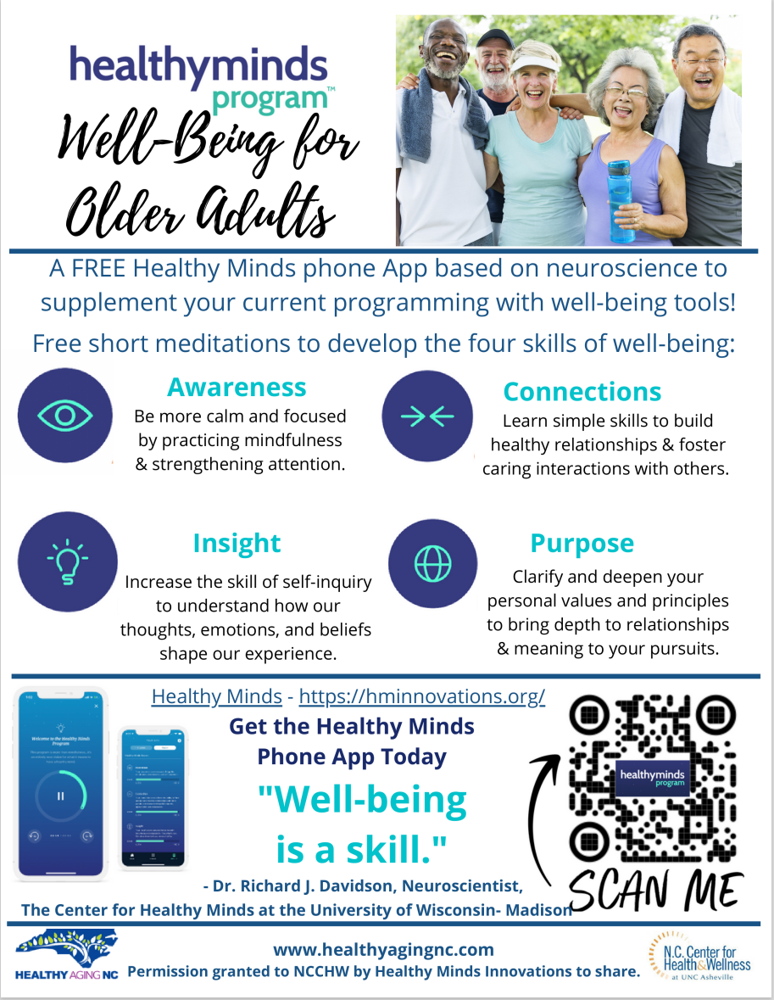 healthyminds
program™
Well-Being for
Older Adults
A FREE Healthy Minds phone App based on neuroscience to
supplement your current programming with well-being tools!
Free short meditations to develop the four skills of well-being:
Awareness
Be more calm and focused
by practicing mindfulness
& strengthening attention.
Connections
Learn simple skills to build
healthy relationships & foster
caring interactions with others.
Insight
Increase the skill of self-inquiry
to understand how our
thoughts, emotions, and beliefs
shape our experience.
Purpose
Clarify and deepen your
personal values and principles
to bring depth to relationships
& meaning to your pursuits.
Welcome to the Healthy Minds
Program
Healthy Minds - https://hminnovations.org/
Get the Healthy Minds
Phone App Today
"Well-being
is a skill."
- Dr. Richard J. Davidson, Neuroscientist,
The Center for Healthy Minds at the University of Wisconsin- Madison
healthyminds
program
SCAN ME
HEALTHY AGING NC
www.healthyagingnc.com
Permission granted to NCCHW by Healthy Minds Innovations to share.
N.C. Center for
Health&Wellness
at UNC Asheville